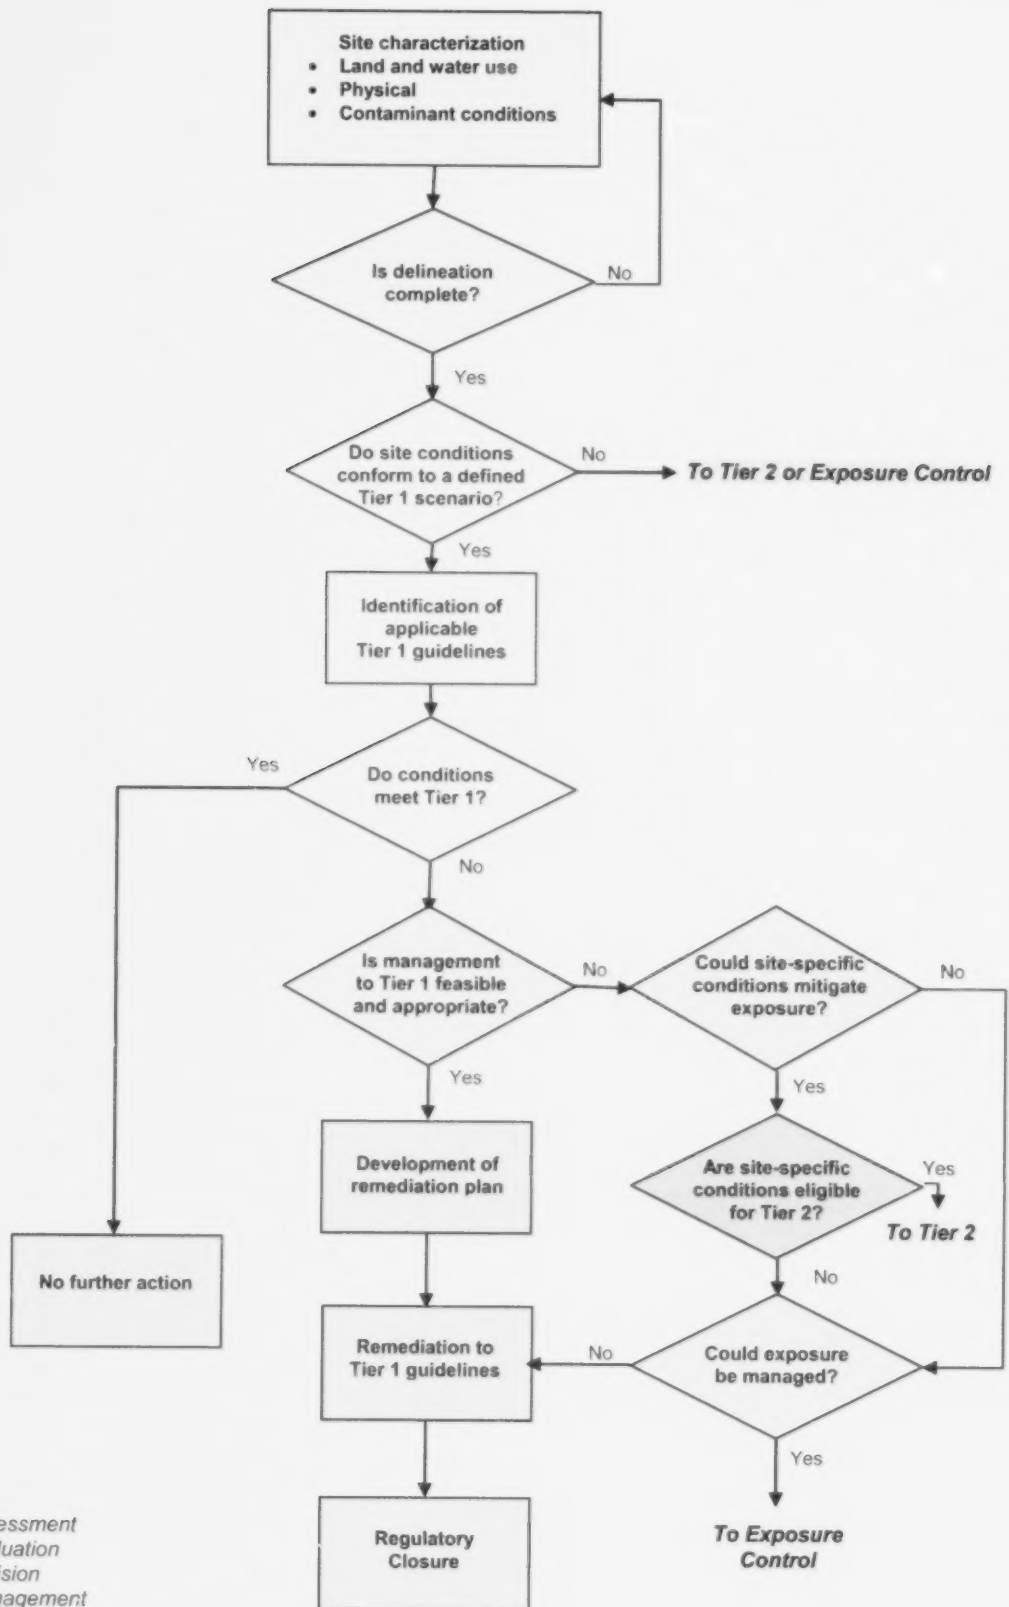 Site characterization
• Land and water use
• Physical
• Contaminant conditions
Is delineation
complete?
No
Yes
Do site conditions
conform to a defined
Tier 1 scenario?
No
To Tier 2 or Exposure Control
Yes
Identification of
applicable
Tier 1 guidelines
Yes
Do conditions
meet Tier 1?
No
Is management
to Tier 1 feasible
and appropriate?
No
Could site-specific
conditions mitigate
exposure?
No
Yes
Yes
Development of
remediation plan
Are site-specific
conditions eligible
for Tier 2?
Yes
To Tier 2
No further action
No
Remediation to
Tier 1 guidelines
No
Could exposure
be managed?
Yes
Regulatory
Closure
To Exposure
Control
essment
luation
ision
nagement